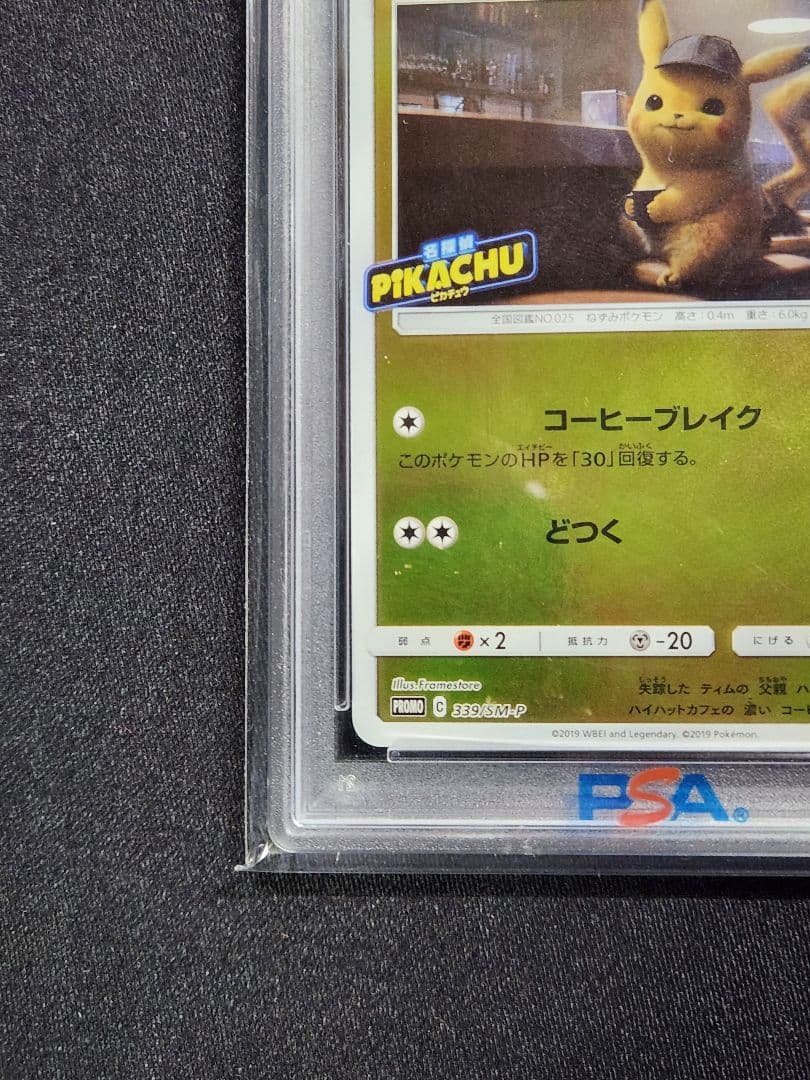 名探偵
PIKACHU
ピカチュウ
全国図鑑NO.025 ねずみポケモン 高さ:0.4m 重さ:6.0kg
コーヒーブレイク
エイチピー かいふく
このポケモンのHPを「30」回復する。
どつく
弱点 ×2 抵抗力 -20 にげる
Illus.Framestore
PROMO C 339/SM-P
しっそう ちちおや
失踪した ティムの 父親 ハ
こ
ハイハットカフェの 濃い コーヒ
©2019 WBEI and Legendary. ©2019 Pokémon.
PSA®